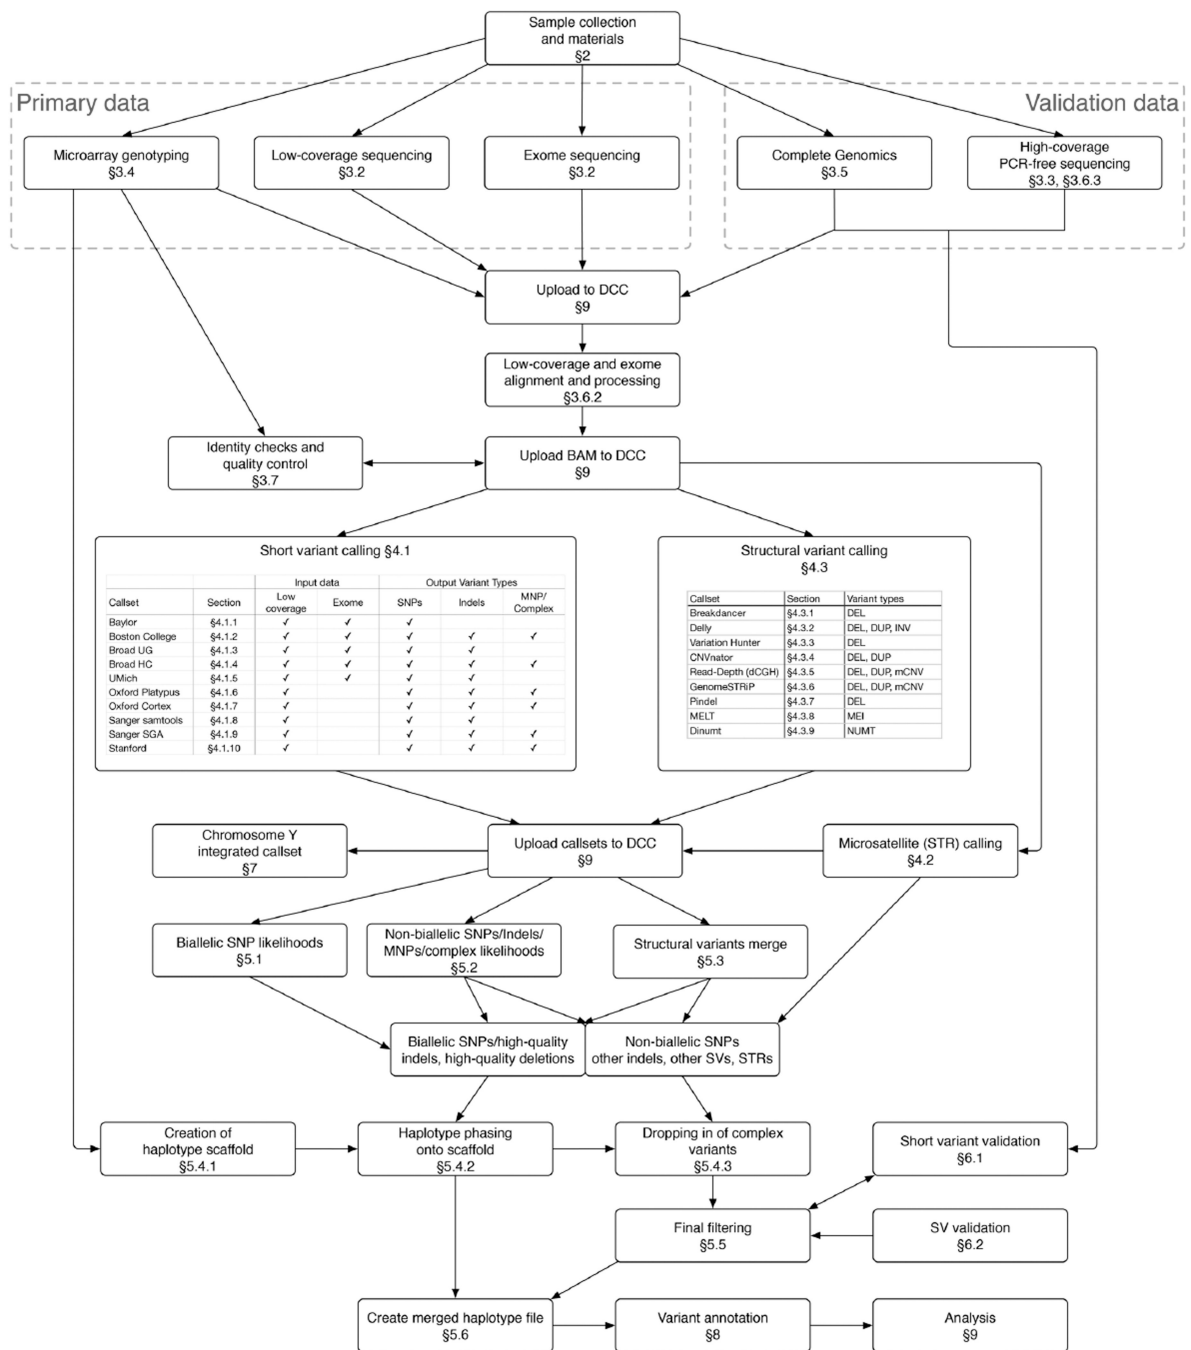 Sample collection
and materials
§2
Primary data
Validation data
Microarray genotyping
§3.4
Low-coverage sequencing
§3.2
Exome sequencing
§3.2
Complete Genomics
§3.5
High-coverage
PCR-free sequencing
§3.3, §3.6.3
Upload to DCC
§9
Low-coverage and exome
alignment and processing
§3.6.2
Identity checks and
quality control
§3.7
Upload BAM to DCC
§9
Short variant calling §4.1
Input data Output Variant Types
Callset Section Low coverage Exome SNPs Indels MNP/ Complex
Baylor §4.1.1 ✓ ✓ ✓
Boston College §4.1.2 ✓ ✓ ✓ ✓ ✓
Broad UG §4.1.3 ✓ ✓ ✓ ✓
Broad HC §4.1.4 ✓ ✓ ✓ ✓ ✓
UMich §4.1.5 ✓ ✓ ✓ ✓
Oxford Platypus §4.1.6 ✓ ✓ ✓ ✓
Oxford Cortex §4.1.7 ✓ ✓ ✓ ✓
Sanger samtools §4.1.8 ✓ ✓ ✓
Sanger SGA §4.1.9 ✓ ✓ ✓ ✓
Stanford §4.1.10 ✓ ✓ ✓ ✓
Structural variant calling
§4.3
Callset Section Variant types
Breakdancer §4.3.1 DEL
Delly §4.3.2 DEL, DUP, INV
Variation Hunter §4.3.3 DEL
CNVnator §4.3.4 DEL, DUP
Read-Depth (dCGH) §4.3.5 DEL, DUP, mCNV
GenomeSTRiP §4.3.6 DEL, DUP, mCNV
Pindel §4.3.7 DEL
MELT §4.3.8 MEI
Dinumt §4.3.9 NUMT
Chromosome Y
integrated callset
§7
Upload callsets to DCC
§9
Microsatellite (STR) calling
§4.2
Biallelic SNP likelihoods
§5.1
Non-biallelic SNPs/Indels/
MNPs/complex likelihoods
§5.2
Structural variants merge
§5.3
Biallelic SNPs/high-quality
indels, high-quality deletions
Non-biallelic SNPs
other indels, other SVs, STRs
Creation of
haplotype scaffold
§5.4.1
Haplotype phasing
onto scaffold
§5.4.2
Dropping in of complex
variants
§5.4.3
Short variant validation
§6.1
Final filtering
§5.5
SV validation
§6.2
Create merged haplotype file
§5.6
Variant annotation
§8
Analysis
§9